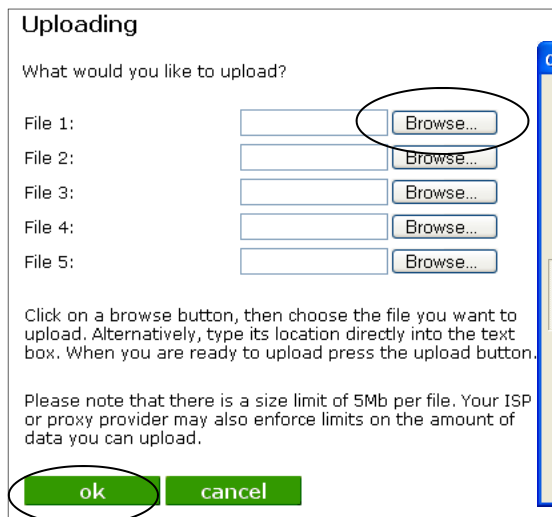 Uploading
What would you like to upload?
File 1: Browse...
File 2: Browse...
File 3: Browse...
File 4: Browse...
File 5: Browse...
Click on a browse button, then choose the file you want to
upload. Alternatively, type its location directly into the text
box. When you are ready to upload press the upload button.
Please note that there is a size limit of 5Mb per file. Your ISP
or proxy provider may also enforce limits on the amount of
data you can upload.
ok cancel